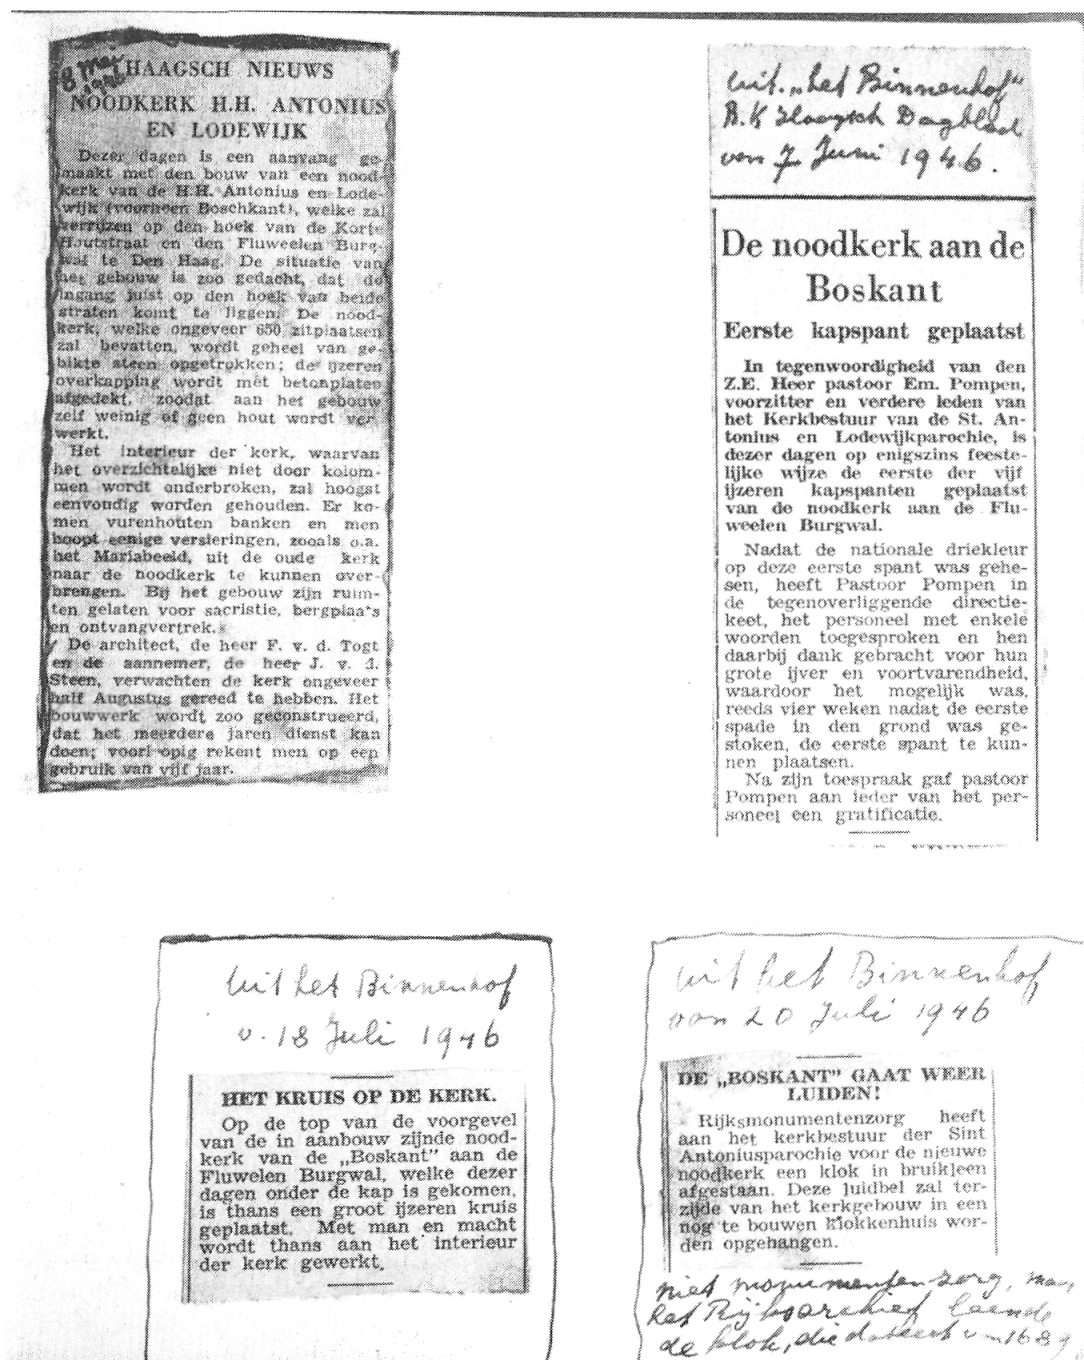 8 Mei
1946
HAAGSCH NIEUWS
NOODKERK H.H. ANTONIUS
EN LODEWIJK
Dezer dagen is een aanvang ge-
maakt met den bouw van een nood-
kerk van de H.H. Antonius en Lode-
wijk (voorheen Boschkant), welke zal
verrijzen op den hoek van de Korte
Houtstraat en den Fluweelen Burg-
wal te Den Haag. De situatie van
het gebouw is zoo gedacht, dat de
ingang juist op den hoek van beide
straten komt te liggen. De nood-
kerk, welke ongeveer 650 zitplaatsen
zal bevatten, wordt geheel van ge-
bikte steen opgetrokken; de ijzeren
overkapping wordt mèt betonplaten
afgedekt, zoodat aan het gebouw
zelf weinig of geen hout wordt ver-
werkt.
Het interieur der kerk, waarvan
het overzichtelijke niet door kolom-
men wordt onderbroken, zal hoogst
eenvoudig worden gehouden. Er ko-
men vurenhouten banken en men
hoopt eenige versieringen, zooals o.a.
het Mariabeeld, uit de oude kerk
naar de noodkerk te kunnen over-
brengen. Bij het gebouw zijn ruim-
ten gelaten voor sacristie, bergplaa's
en ontvangvertrek.
De architect, de heer F. v. d. Togt
en de aannemer, de heer J. v. d.
Steen, verwachten de kerk ongeveer
half Augustus gereed te hebben. Het
bouwwerk wordt zoo geconstrueerd,
dat het meerdere jaren dienst kan
doen; voorl opig rekent men op een
gebruik van vijf jaar.
uit. „het Binnenhof"
R.K Haagsch Dagblad
van 7 Juni 1946.
De noodkerk aan de
Boskant
Eerste kapspant geplaatst
In tegenwoordigheid van den
Z.E. Heer pastoor Em. Pompen,
voorzitter en verdere leden van
het Kerkbestuur van de St. An-
tonius en Lodewijkparochie, is
dezer dagen op enigszins feeste-
lijke wijze de eerste der vijf
ijzeren kapspanten geplaatst
van de noodkerk aan de Flu-
weelen Burgwal.
Nadat de nationale driekleur
op deze eerste spant was gehe-
sen, heeft Pastoor Pompen in
de tegenoverliggende directie-
keet, het personeel met enkele
woorden toegesproken en hen
daarbij dank gebracht voor hun
grote ijver en voortvarendheid,
waardoor het mogelijk was,
reeds vier weken nadat de eerste
spade in den grond was ge-
stoken, de eerste spant te kun-
nen plaatsen.
Na zijn toespraak gaf pastoor
Pompen aan ieder van het per-
soneel een gratificatie.
uit het Binnenhof
v. 18 Juli 1946
HET KRUIS OP DE KERK.
Op de top van de voorgevel
van de in aanbouw zijnde nood-
kerk van de „Boskant" aan de
Fluwelen Burgwal, welke dezer
dagen onder de kap is gekomen,
is thans een groot ijzeren kruis
geplaatst. Met man en macht
wordt thans aan het interieur
der kerk gewerkt.
uit het Binnenhof
van 20 Juli 1946
DE „BOSKANT" GAAT WEER
LUIDEN!
Rijksmonumentenzorg heeft
aan het kerkbestuur der Sint
Antoniusparochie voor de nieuwe
noodkerk een klok in bruikleen
afgestaan. Deze luidbel zal ter-
zijde van het kerkgebouw in een
nog te bouwen klokkenhuis wor-
den opgehangen.
niet monumentenzorg, maar
het Rijksarchief leende
de klok, die dateert v. 1689